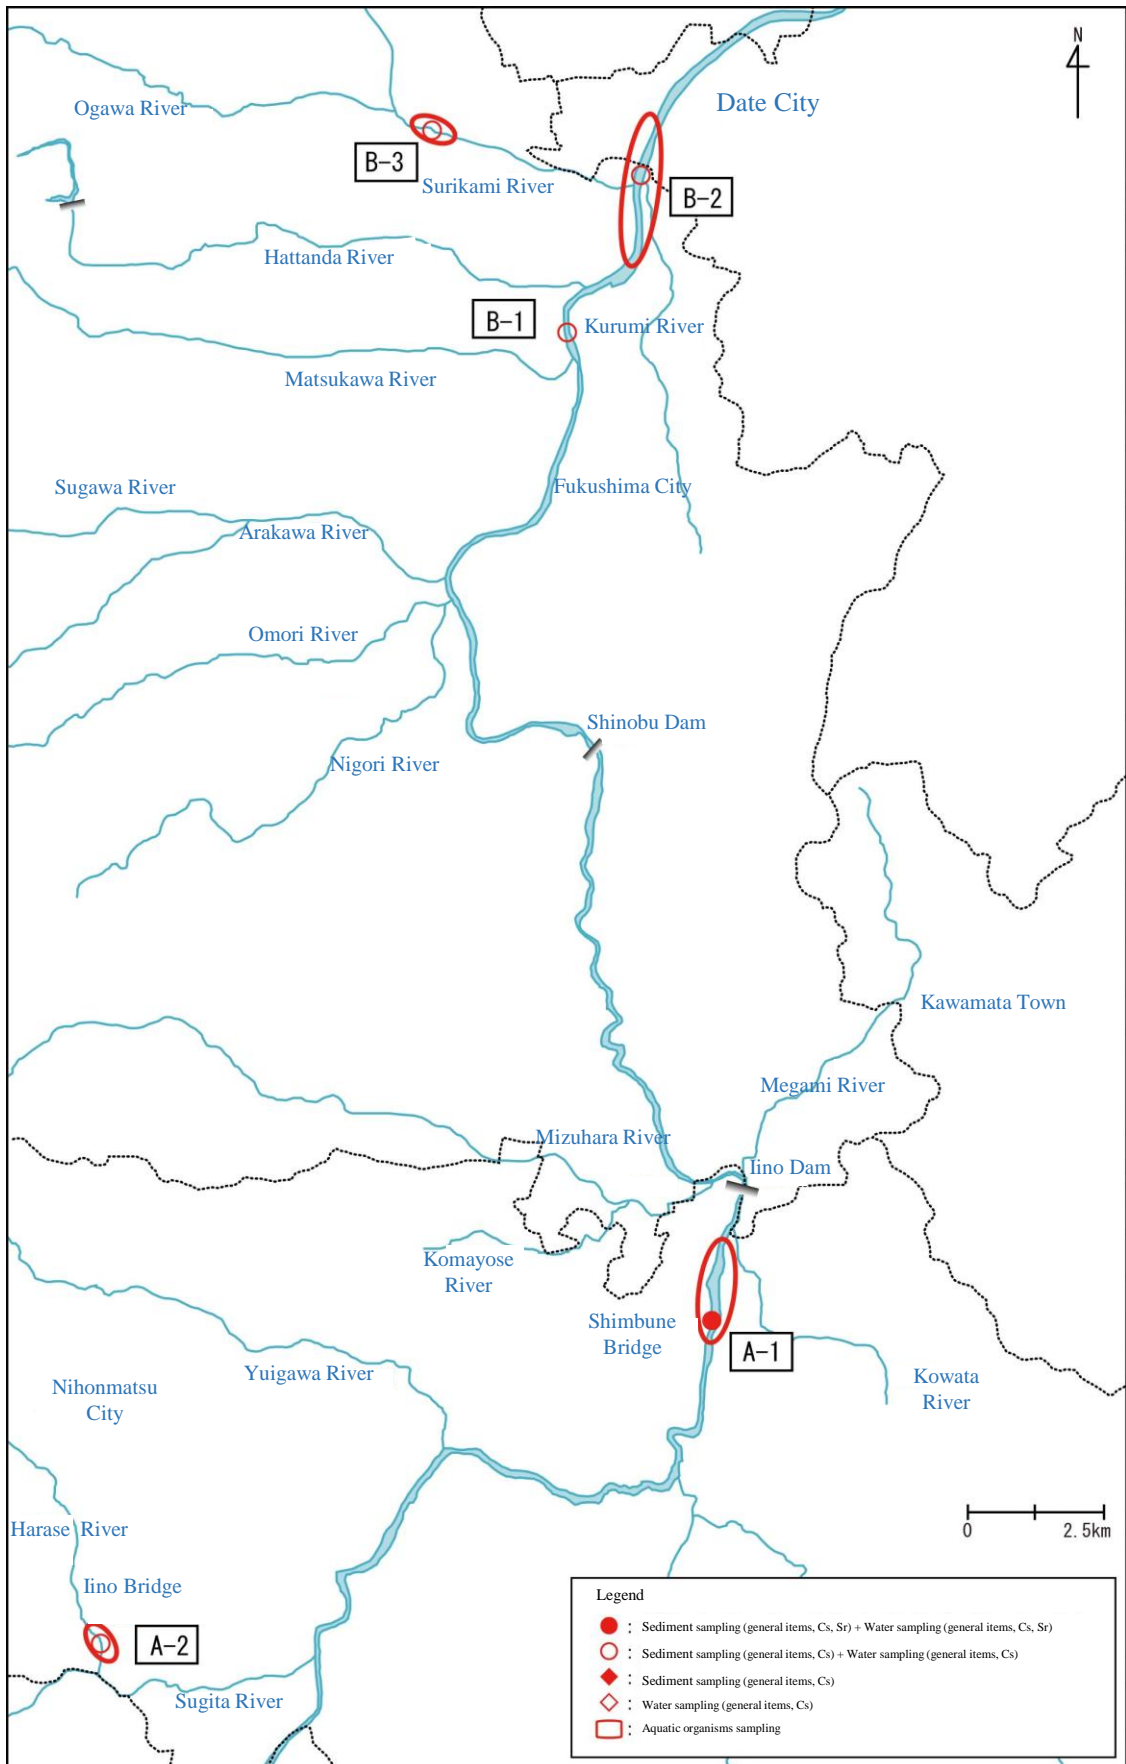 N
Date City
Ogawa River
B-3
Surikami River
B-2
Hattanda River
B-1
Kurumi River
Matsukawa River
Sugawa River
Fukushima City
Arakawa River
Omori River
Shinobu Dam
Nigori River
Kawamata Town
Megami River
Mizuhara River
Iino Dam
Komayose
River
Shimbune
Bridge
A-1
Yuigawa River
Nihonmatsu
City
Kowata
River
Harase River
0 2.5km
Iino Bridge
A-2
Sugita River
Legend
: Sediment sampling (general items, Cs, Sr) + Water sampling (general items, Cs, Sr)
: Sediment sampling (general items, Cs) + Water sampling (general items, Cs)
: Sediment sampling (general items, Cs)
: Water sampling (general items, Cs)
: Aquatic organisms sampling